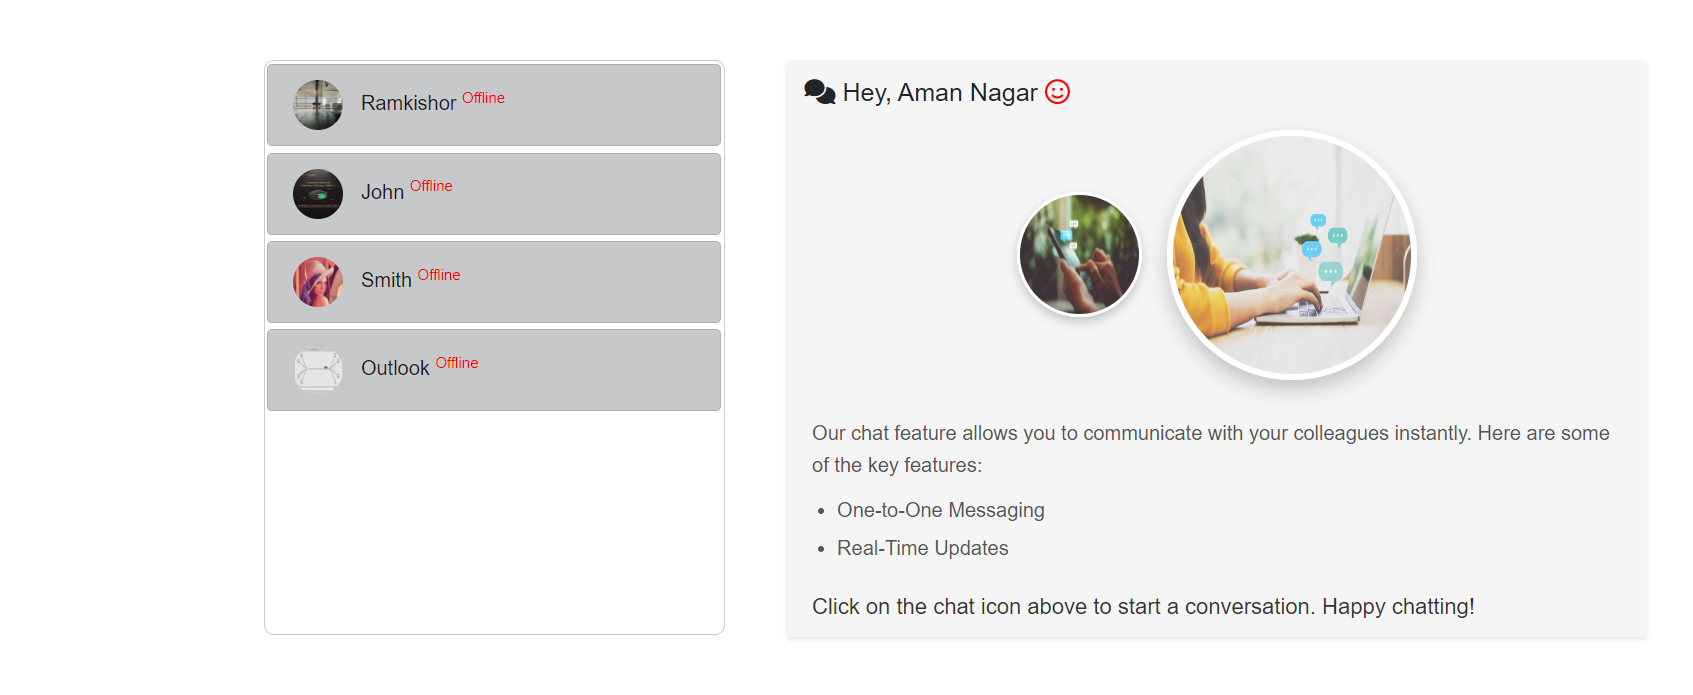 Ramkishor Offline
John Offline
Smith Offline
Outlook Offline
Hey, Aman Nagar
Our chat feature allows you to communicate with your colleagues instantly. Here are some
of the key features:
• One-to-One Messaging
• Real-Time Updates
Click on the chat icon above to start a conversation. Happy chatting!